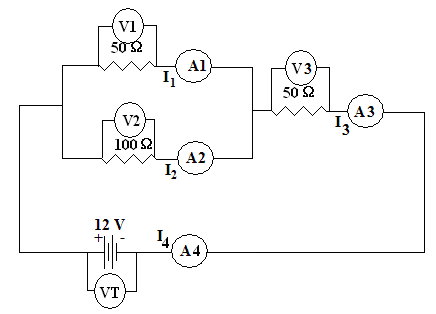 V1
50 Ω
I1 A1
V2
100 Ω
I2 A2
V3
50 Ω
I3 A3
12 V
+ -
I4 A4
VT